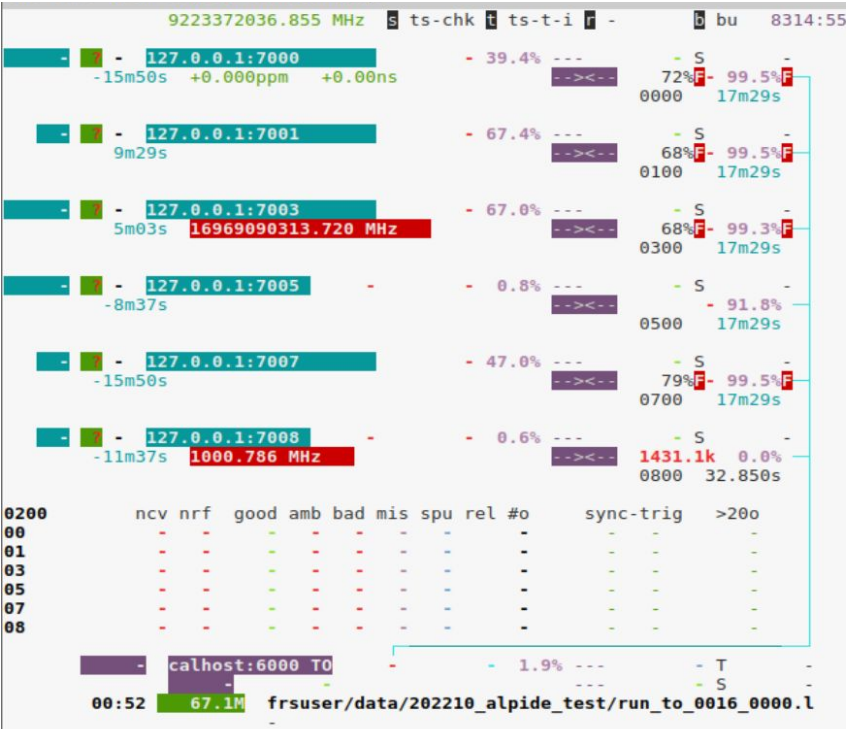 9223372036.855 MHz s ts-chk t ts-t-i r - b bu 8314:55
- ? - 127.0.0.1:7000 - 39.4% --- - S -
-15m50s +0.000ppm +0.00ns --><-- 72%F- 99.5%F
0000 17m29s
- ? - 127.0.0.1:7001 - 67.4% --- - S -
9m29s --><-- 68%F- 99.5%F
0100 17m29s
- ? - 127.0.0.1:7003 - 67.0% --- - S -
5m03s 16969090313.720 MHz --><-- 68%F- 99.3%F
0300 17m29s
- ? - 127.0.0.1:7005 - - 0.8% --- - S -
-8m37s --><-- - 91.8%
0500 17m29s
- ? - 127.0.0.1:7007 - 47.0% --- - S -
-15m50s --><-- 79%F- 99.5%F
0700 17m29s
- ? - 127.0.0.1:7008 - - 0.6% --- - S -
-11m37s 1000.786 MHz --><-- 1431.1k 0.0%
0800 32.850s
0200 ncv nrf good amb bad mis spu rel #o sync-trig >20o
00 - - - - - - - - - - -
01 - - - - - - - - - - -
03 - - - - - - - - - - -
05 - - - - - - - - - - -
07 - - - - - - - - - - -
08 - - - - - - - - - - -
- calhost:6000 TO - - 1.9% --- - T -
- - --- - S -
00:52 67.1M frsuser/data/202210_alpide_test/run_to_0016_0000.l
-